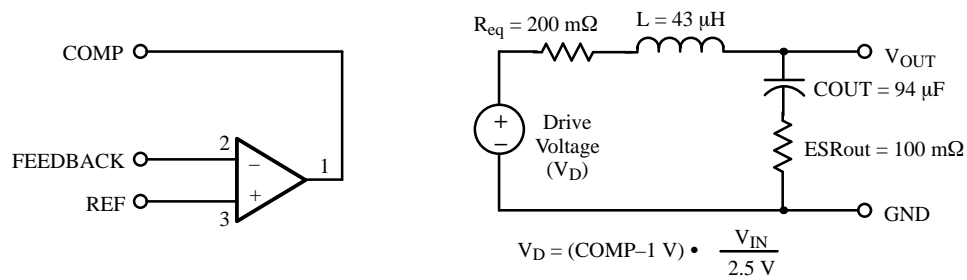 COMP
FEEDBACK
REF
2
−
1
+
3
Req = 200 mΩ
L = 43 μH
VOUT
COUT = 94 μF
+
−
Drive
Voltage
(VD)
ESRout = 100 mΩ
GND
VD = (COMP–1 V) • VIN
2.5 V